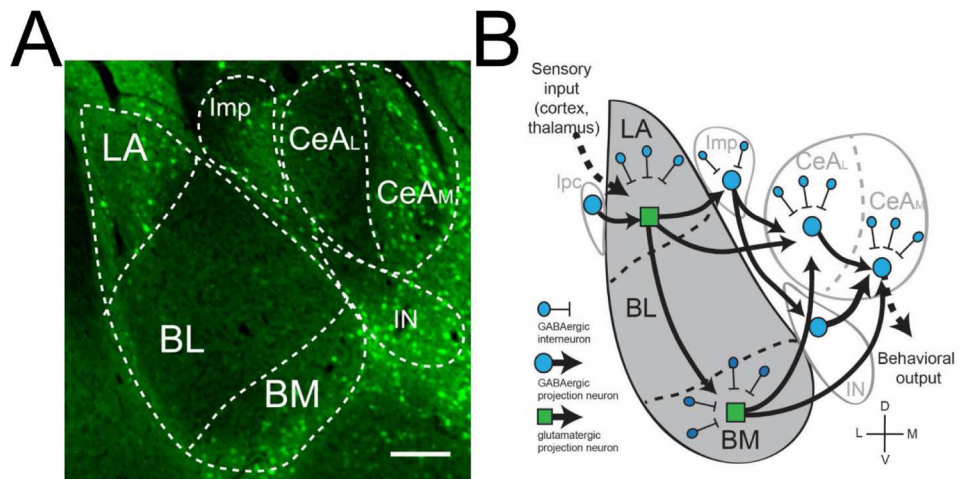 A
LA
Imp
CeAL
CeAM
IN
BL
BM
B
Sensory
input
(cortex,
thalamus)
LA
Imp
Ipc
CeAL
CeAM
BL
IN
BM
GABAergic
interneuron
GABAergic
projection neuron
glutamatergic
projection neuron
Behavioral
output
D
L M
V